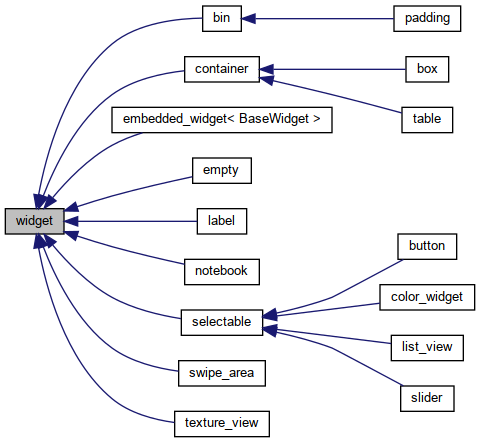 widget
bin
padding
container
box
table
embedded_widget< BaseWidget >
empty
label
notebook
selectable
button
color_widget
list_view
slider
swipe_area
texture_view